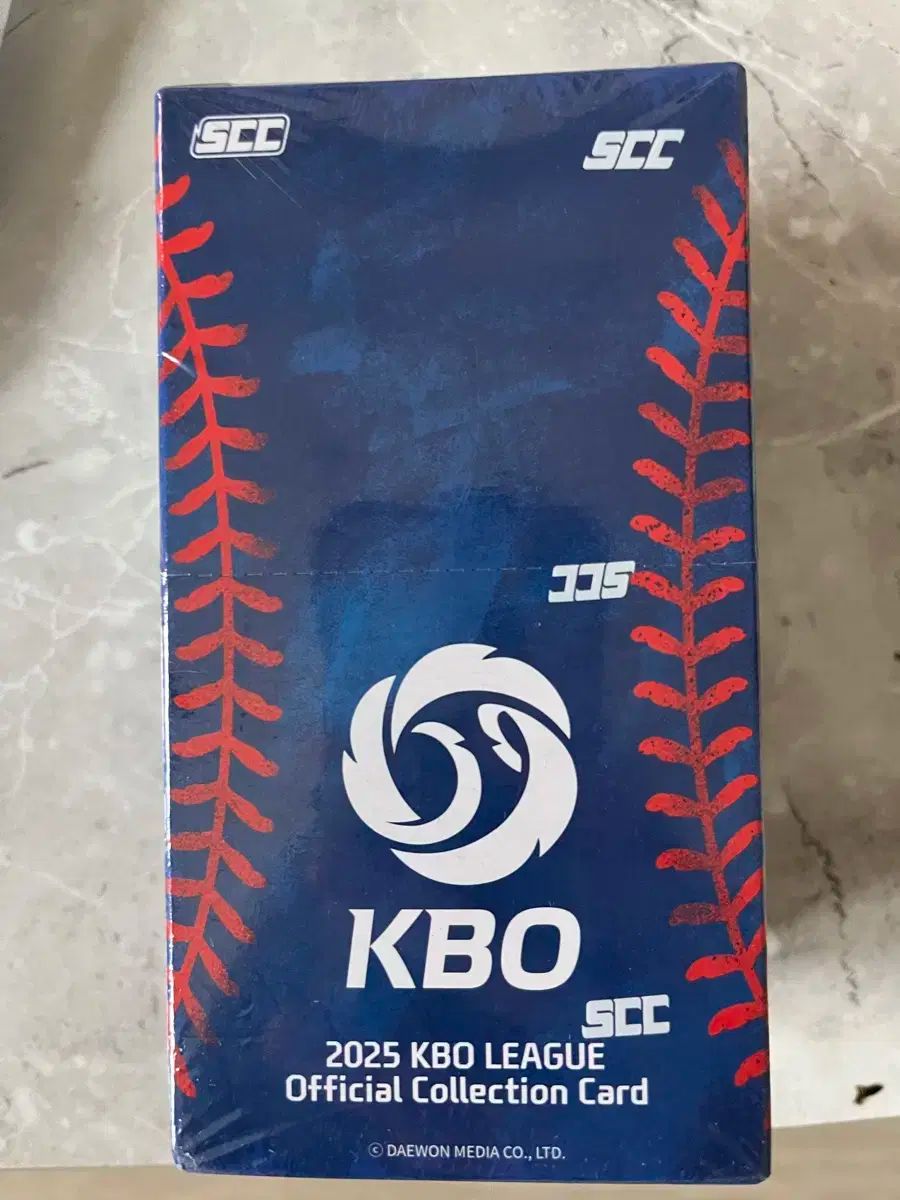 SCC
SCC
SCC
KBO
SCC
2025 KBO LEAGUE
Official Collection Card
© DAEWON MEDIA CO., LTD.